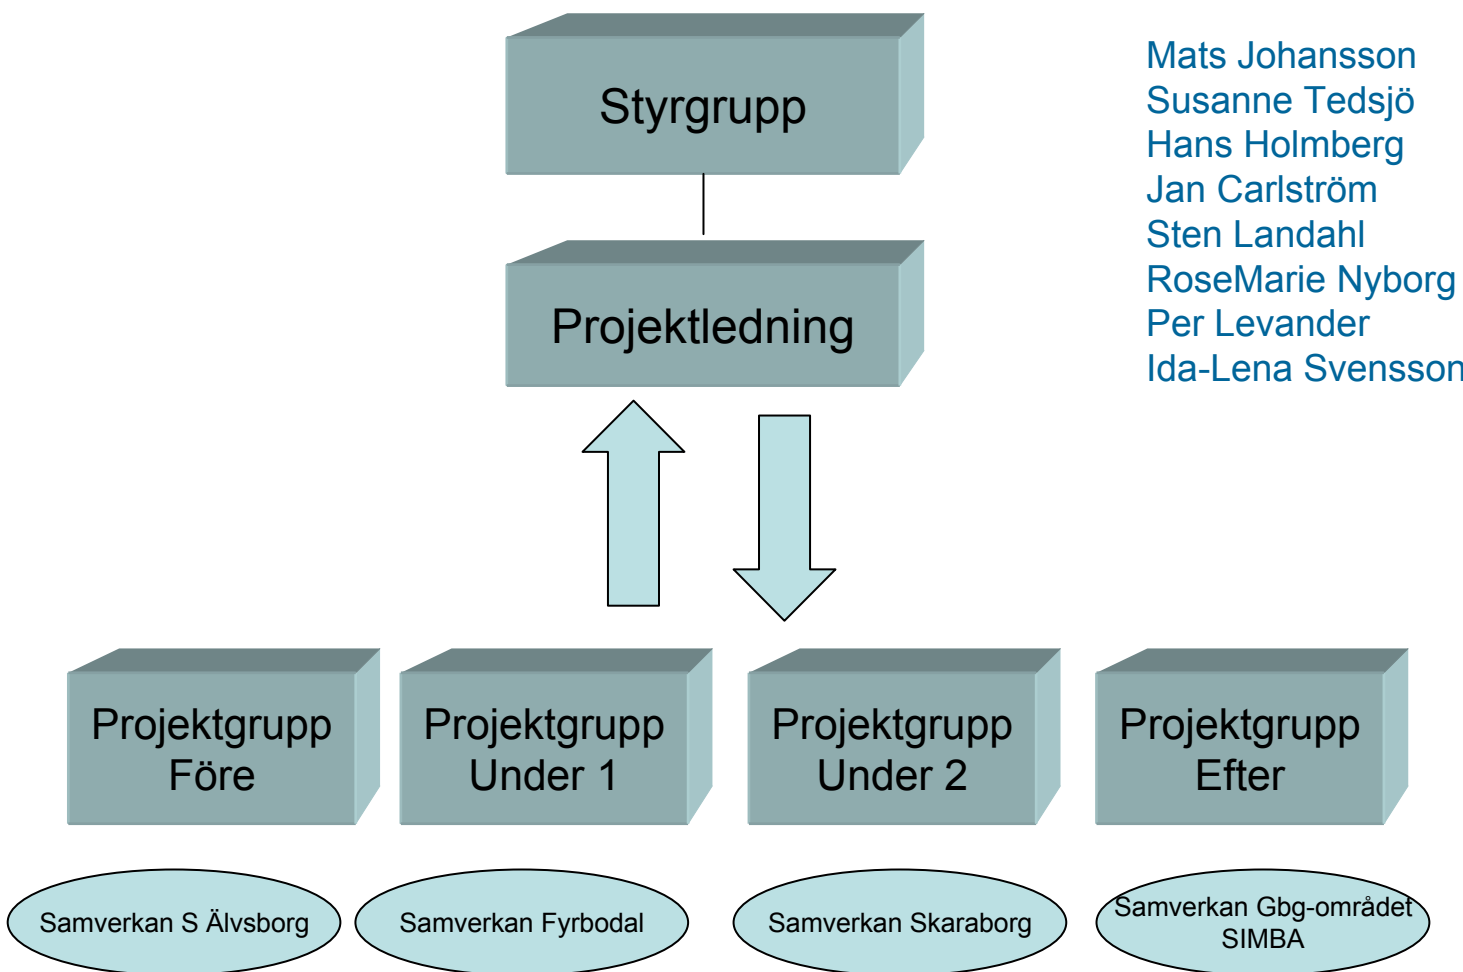 Styrgrupp
Mats Johansson
Susanne Tedsjö
Hans Holmberg
Jan Carlström
Sten Landahl
RoseMarie Nyborg
Per Levander
Ida-Lena Svensson
Projektledning
Projektgrupp
Före
Projektgrupp
Under 1
Projektgrupp
Under 2
Projektgrupp
Efter
Samverkan S Älvsborg
Samverkan Fyrbodal
Samverkan Skaraborg
Samverkan Gbg-området
SIMBA